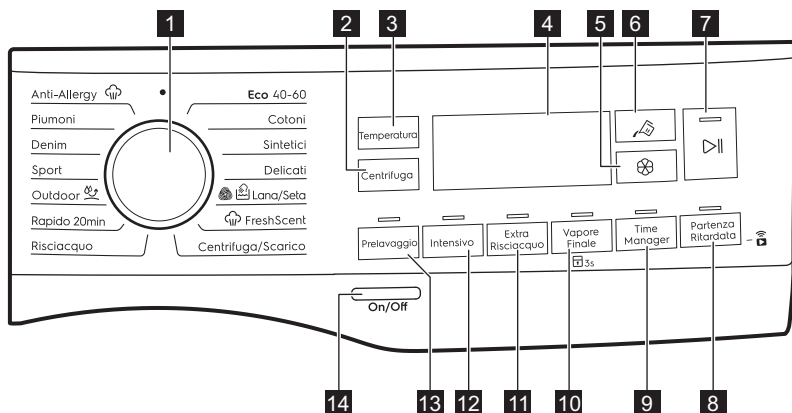 1
2
3
4
5
6
7
Anti-Allergy
Piumoni
Denim
Sport
Outdoor
Rapido 20min
Risciacquo
Eco 40-60
Cotoni
Sintetici
Delicati
Lana/Seta
FreshScent
Centrifuga/Scarico
Temperatura
Centrifuga
Prelavaggio
Intensivo
Extra
Risciacquo
Vapore
Finale
3s
Time
Manager
Partenza
Ritardata
On/Off
14
13
12
11
10
9
8